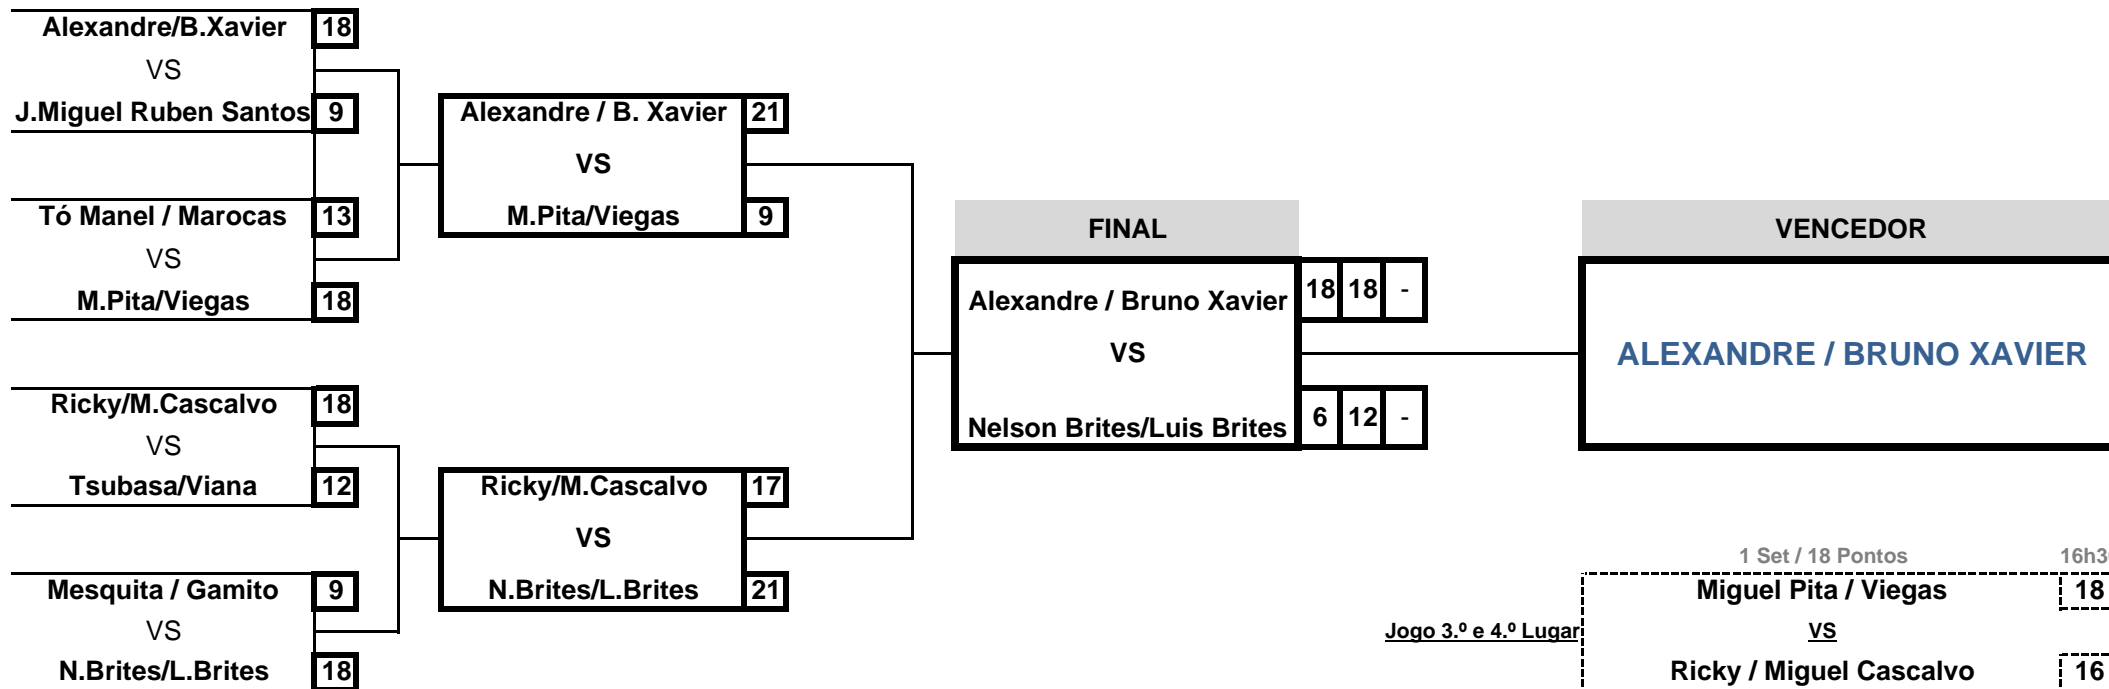 Alexandre/B.Xavier 18
VS
J.Miguel Ruben Santos 9
Tó Manel / Marocas 13
VS
M.Pita/Viegas 18
Ricky/M.Cascalvo 18
VS
Tsubasa/Viana 12
Mesquita / Gamito 9
VS
N.Brites/L.Brites 18
Alexandre / B. Xavier 21
VS
M.Pita/Viegas 9
Ricky/M.Cascalvo 17
VS
N.Brites/L.Brites 21
FINAL
Alexandre / Bruno Xavier 18 18 -
VS
Nelson Brites/Luis Brites 6 12 -
VENCEDOR
ALEXANDRE / BRUNO XAVIER
1 Set / 18 Pontos
Jogo 3.º e 4.º Lugar
Miguel Pita / Viegas 18
VS
Ricky / Miguel Cascalvo 16